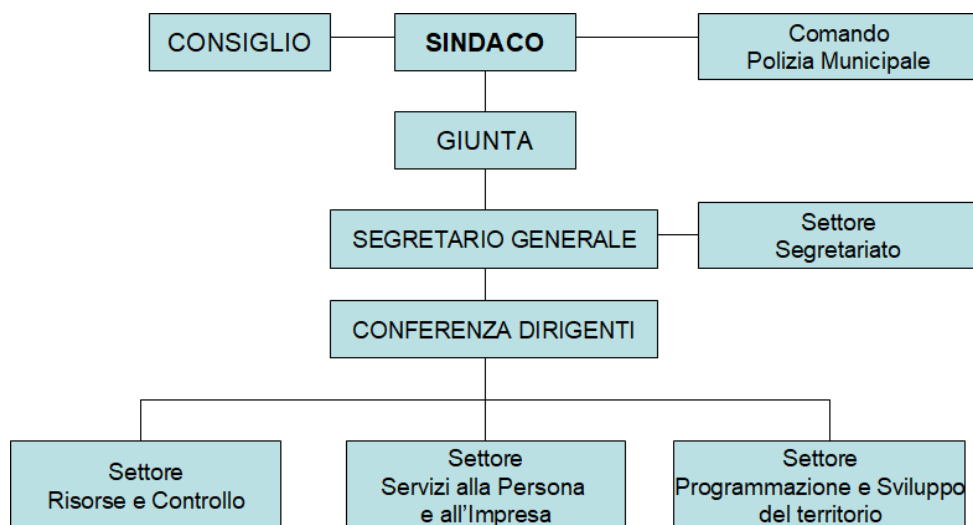 CONSIGLIO
SINDACO
Comando
Polizia Municipale
GIUNTA
SEGRETARIO GENERALE
Settore
Segretariato
CONFERENZA DIRIGENTI
Settore
Risorse e Controllo
Settore
Servizi alla Persona
e all'Impresa
Settore
Programmazione e Sviluppo
del territorio